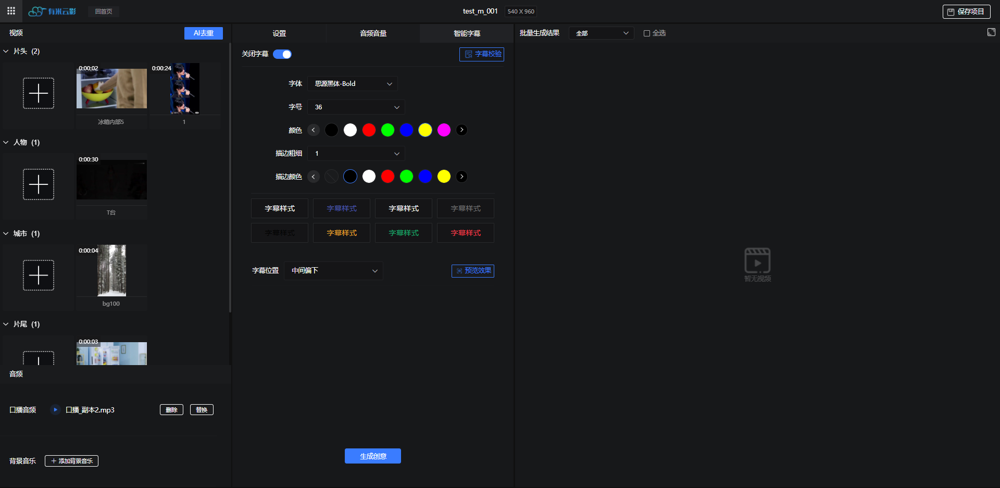 有米云影
回首页
test_m_001
540 X 960
保存项目
视频
AI去重
片头 (2)
0:00:02
0:00:24
冰箱内部5
1
人物 (1)
0:00:30
T台
城市 (1)
0:00:04
bg100
片尾 (1)
0:00:03
音频
口播音频
口播_副本2.mp3
删除
替换
背景音乐
添加背景音乐
设置
音频音量
智能字幕
关闭字幕
字幕校验
字体
思源黑体-Bold
字号
36
颜色
描边粗细
1
描边颜色
字幕样式
字幕样式
字幕样式
字幕样式
字幕样式
字幕样式
字幕样式
字幕样式
字幕位置
中间偏下
预览效果
生成创意
批量生成结果
全部
全选
暂无视频